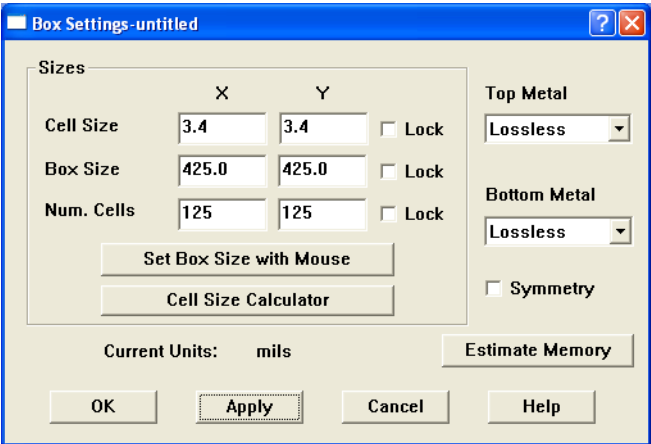 Box Settings-untitled
Sizes
X Y
Top Metal
Cell Size 3.4 3.4 Lock
Lossless
Box Size 425.0 425.0 Lock
Bottom Metal
Num. Cells 125 125 Lock
Lossless
Set Box Size with Mouse
Symmetry
Cell Size Calculator
Current Units: mils
Estimate Memory
OK Apply Cancel Help